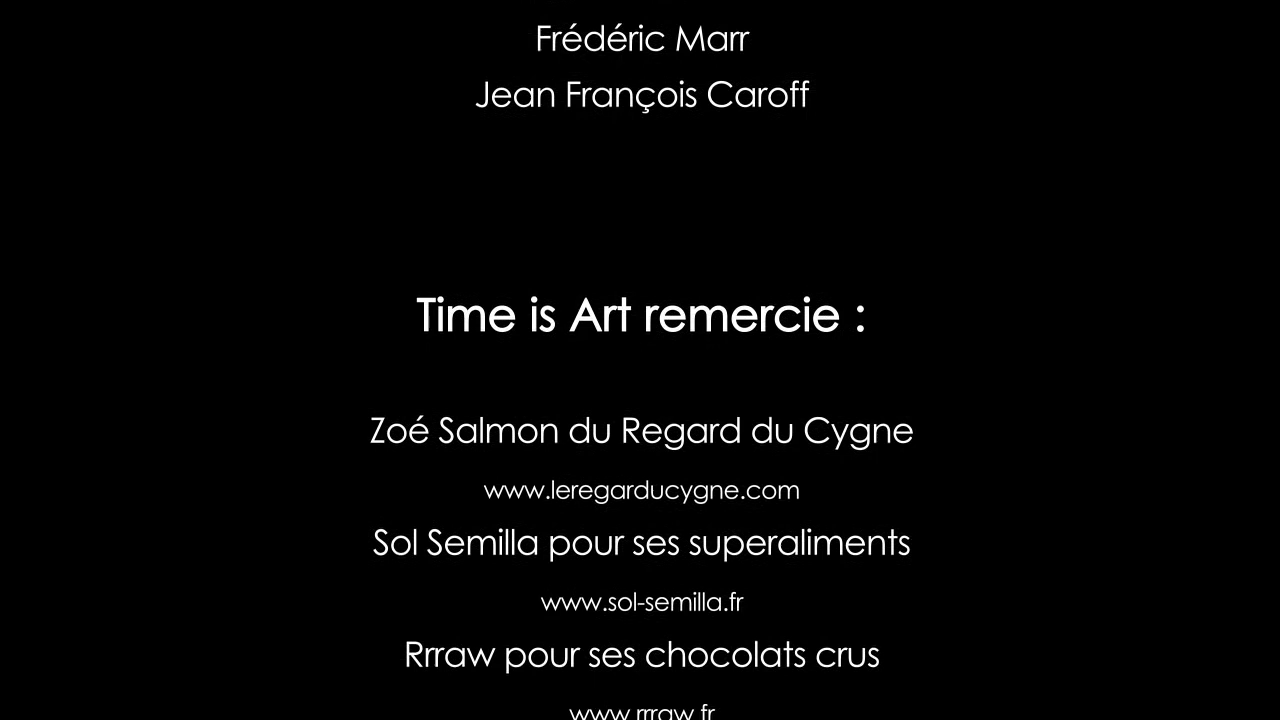 Frédéric Marr
Jean François Caroff
Time is Art remercie :
Zoé Salmon du Regard du Cygne
www.leregarducygne.com
Sol Semilla pour ses superaliments
www.sol-semilla.fr
Rrraw pour ses chocolats crus
www.rrraw.fr